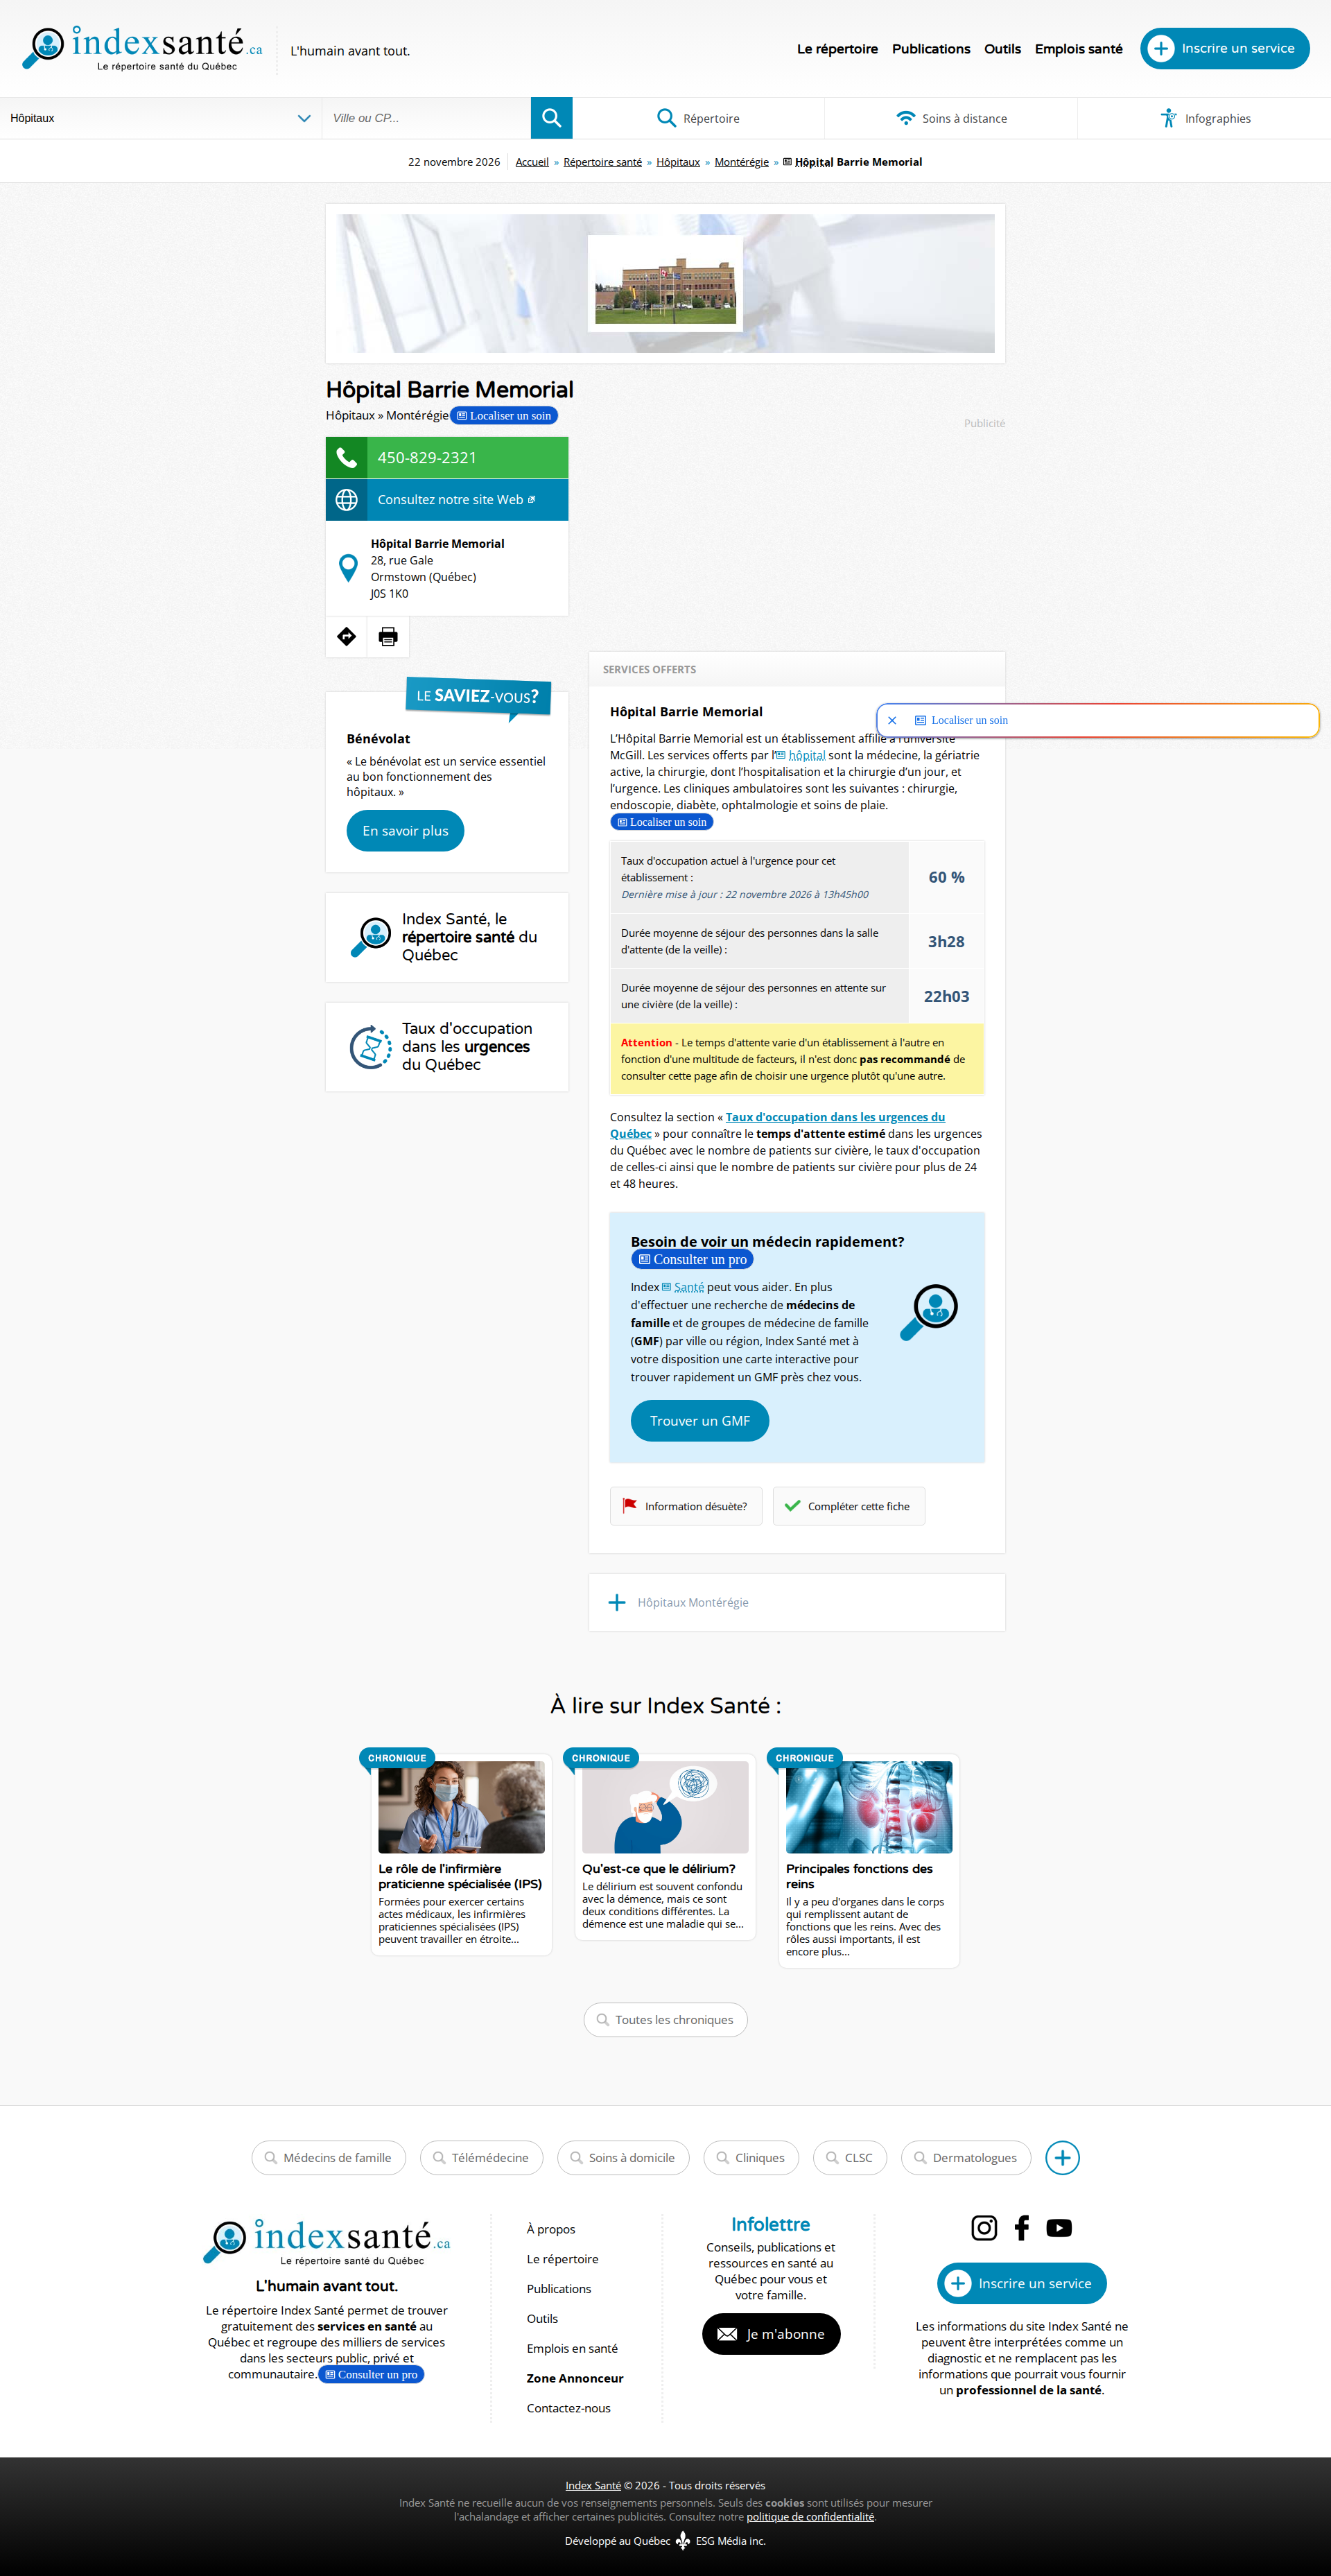 indexsanté.ca
Le répertoire santé du Québec
L'humain avant tout.
Le répertoire
Publications
Outils
Emplois santé
Inscrire un service
Hôpitaux
Ville ou CP...
Répertoire
Soins à distance
Infographies
22 novembre 2026
Accueil » Répertoire santé » Hôpitaux » Montérégie » Hôpital Barrie Memorial
Hôpital Barrie Memorial
Hôpitaux » Montérégie Localiser un soin
Publicité
450-829-2321
Consultez notre site Web
Hôpital Barrie Memorial
28, rue Gale
Ormstown (Québec)
J0S 1K0
LE SAVIEZ-VOUS?
Bénévolat
« Le bénévolat est un service essentiel
au bon fonctionnement des
hôpitaux. »
En savoir plus
Index Santé, le
répertoire santé du
Québec
Taux d'occupation
dans les urgences
du Québec
SERVICES OFFERTS
Hôpital Barrie Memorial
Localiser un soin
L'Hôpital Barrie Memorial est un établissement affilié à l'université
McGill. Les services offerts par l'hôpital sont la médecine, la gériatrie
active, la chirurgie, dont l'hospitalisation et la chirurgie d'un jour, et
l'urgence. Les cliniques ambulatoires sont les suivantes : chirurgie,
endoscopie, diabète, ophtalmologie et soins de plaie.
Localiser un soin
Taux d'occupation actuel à l'urgence pour cet
établissement :
Dernière mise à jour : 22 novembre 2026 à 13h45h00
60 %
Durée moyenne de séjour des personnes dans la salle
d'attente (de la veille) :
3h28
Durée moyenne de séjour des personnes en attente sur
une civière (de la veille) :
22h03
Attention - Le temps d'attente varie d'un établissement à l'autre en
fonction d'une multitude de facteurs, il n'est donc pas recommandé de
consulter cette page afin de choisir une urgence plutôt qu'une autre.
Consultez la section « Taux d'occupation dans les urgences du
Québec » pour connaître le temps d'attente estimé dans les urgences
du Québec avec le nombre de patients sur civière, le taux d'occupation
de celles-ci ainsi que le nombre de patients sur civière pour plus de 24
et 48 heures.
Besoin de voir un médecin rapidement?
Consulter un pro
Index Santé peut vous aider. En plus
d'effectuer une recherche de médecins de
famille et de groupes de médecine de famille
(GMF) par ville ou région, Index Santé met à
votre disposition une carte interactive pour
trouver rapidement un GMF près chez vous.
Trouver un GMF
Information désuète?
Compléter cette fiche
Hôpitaux Montérégie
À lire sur Index Santé :
CHRONIQUE
Le rôle de l'infirmière
praticienne spécialisée (IPS)
Formées pour exercer certains
actes médicaux, les infirmières
praticiennes spécialisées (IPS)
peuvent travailler en étroite...
CHRONIQUE
Qu'est-ce que le délirium?
Le délirium est souvent confondu
avec la démence, mais ce sont
deux conditions différentes. La
démence est une maladie qui se...
CHRONIQUE
Principales fonctions des
reins
Il y a peu d'organes dans le corps
qui remplissent autant de
fonctions que les reins. Avec des
rôles aussi importants, il est
encore plus...
Toutes les chroniques
Médecins de famille
Télémédecine
Soins à domicile
Cliniques
CLSC
Dermatologues
indexsanté.ca
Le répertoire santé du Québec
L'humain avant tout.
Le répertoire Index Santé permet de trouver
gratuitement des services en santé au
Québec et regroupe des milliers de services
dans les secteurs public, privé et
communautaire. Consulter un pro
À propos
Le répertoire
Publications
Outils
Emplois en santé
Zone Annonceur
Contactez-nous
Infolettre
Conseils, publications et
ressources en santé au
Québec pour vous et
votre famille.
Je m'abonne
Inscrire un service
Les informations du site Index Santé ne
peuvent être interprétées comme un
diagnostic et ne remplacent pas les
informations que pourrait vous fournir
un professionnel de la santé.
Index Santé © 2026 - Tous droits réservés
Index Santé ne recueille aucun de vos renseignements personnels. Seuls des cookies sont utilisés pour mesurer
l'achalandage et afficher certaines publicités. Consultez notre politique de confidentialité.
Développé au Québec ESG Média inc.